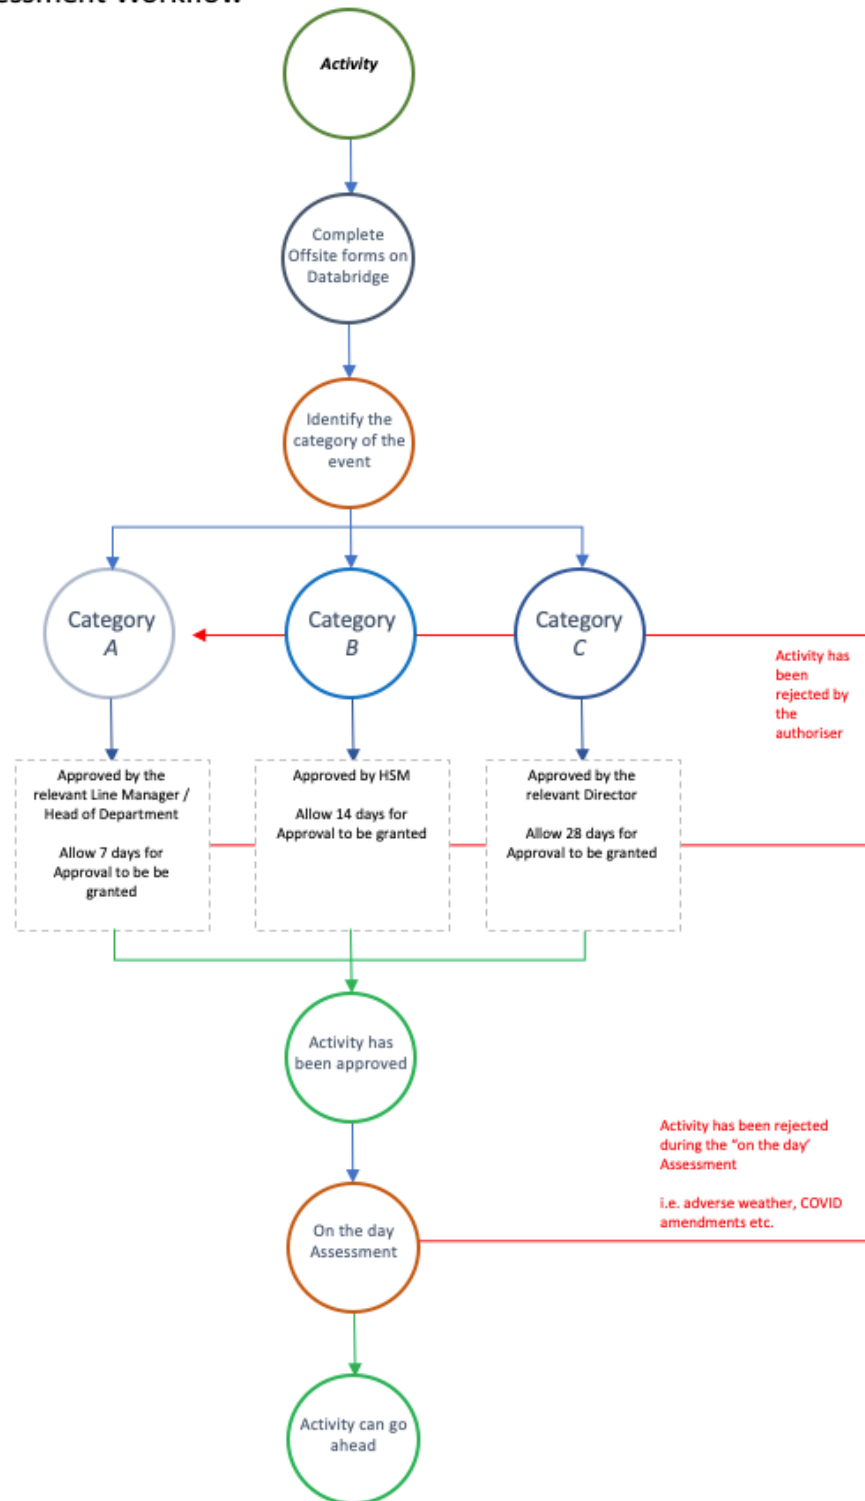 Activity
Complete
Offsite forms on
Databridge
Identify the
category of the
event
Category
A
Category
B
Category
C
Activity has
been
rejected by
the
authoriser
Approved by the
relevant Line Manager /
Head of Department
Allow 7 days for
Approval to be be
granted
Approved by HSM
Allow 14 days for
Approval to be granted
Approved by the
relevant Director
Allow 28 days for
Approval to be granted
Activity has
been approved
Activity has been rejected
during the “on the day’
Assessment
i.e. adverse weather, COVID
amendments etc.
On the day
Assessment
Activity can go
ahead